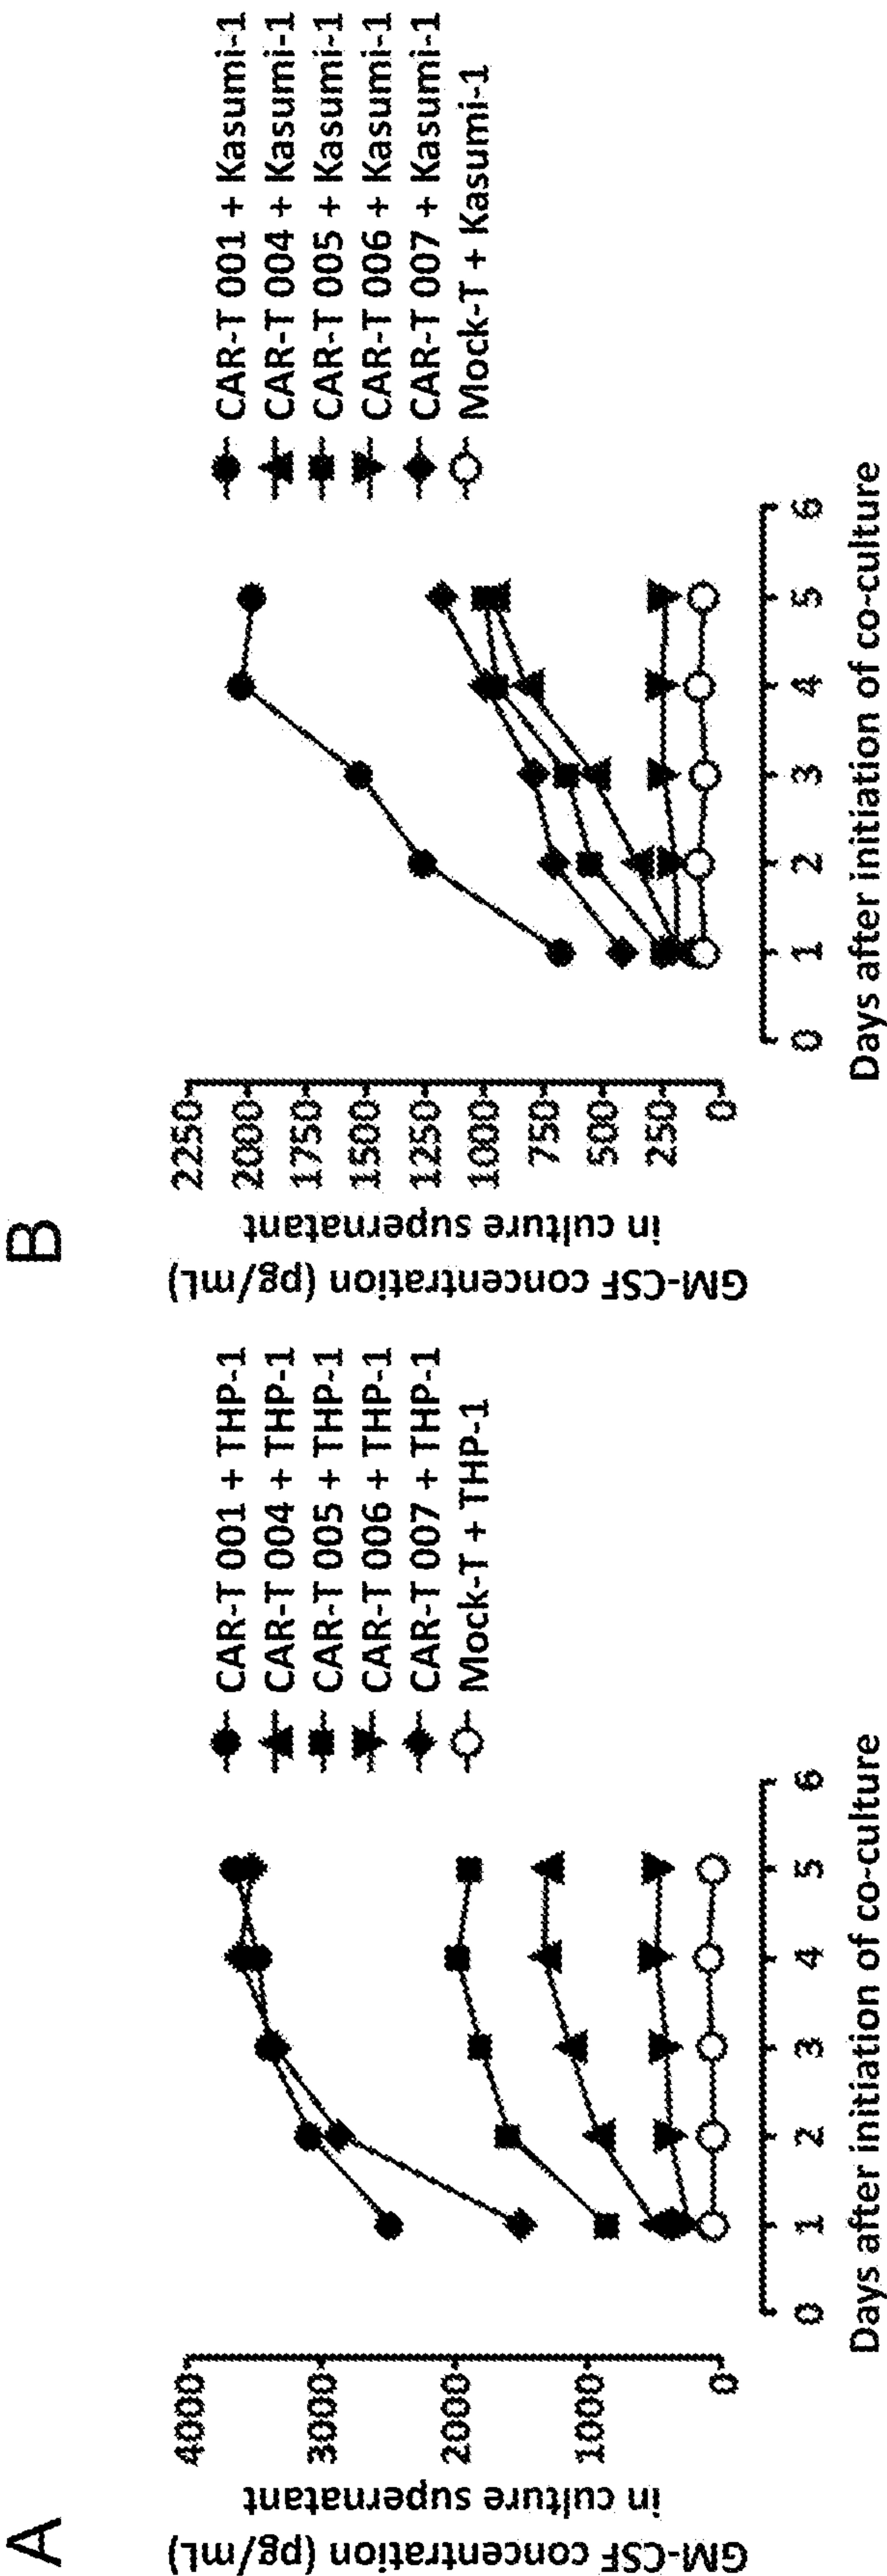 A
GM-CSF concentration (pg/mL)
in culture supernatant
4000
3000
2000
1000
0
0 1 2 3 4 5 6
Days after initiation of co-culture
CAR-T 001 + THP-1
CAR-T 004 + THP-1
CAR-T 005 + THP-1
CAR-T 006 + THP-1
CAR-T 007 + THP-1
Mock-T + THP-1
B
GM-CSF concentration (pg/mL)
in culture supernatant
2250
2000
1750
1500
1250
1000
750
500
250
0
0 1 2 3 4 5 6
Days after initiation of co-culture
CAR-T 001 + Kasumi-1
CAR-T 004 + Kasumi-1
CAR-T 005 + Kasumi-1
CAR-T 006 + Kasumi-1
CAR-T 007 + Kasumi-1
Mock-T + Kasumi-1